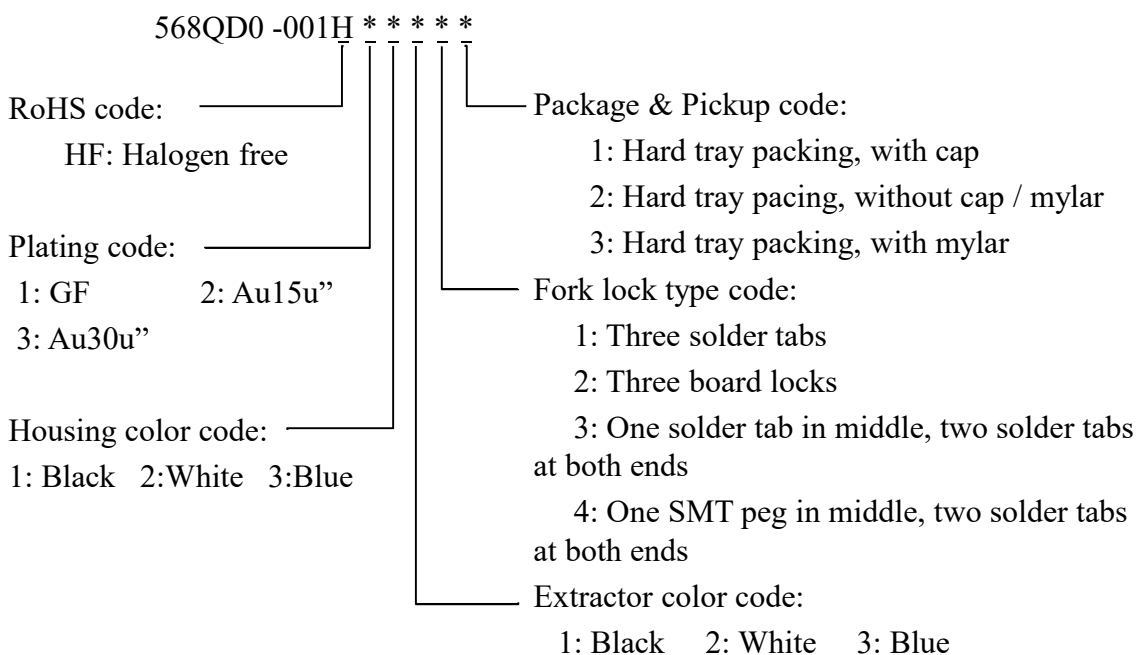 568QD0 -001H * * * * *
RoHS code:
HF: Halogen free
Plating code:
1: GF 2: Au15u”
3: Au30u”
Housing color code:
1: Black 2:White 3:Blue
Package & Pickup code:
1: Hard tray packing, with cap
2: Hard tray pacing, without cap / mylar
3: Hard tray packing, with mylar
Fork lock type code:
1: Three solder tabs
2: Three board locks
3: One solder tab in middle, two solder tabs
at both ends
4: One SMT peg in middle, two solder tabs
at both ends
Extractor color code:
1: Black 2: White 3: Blue